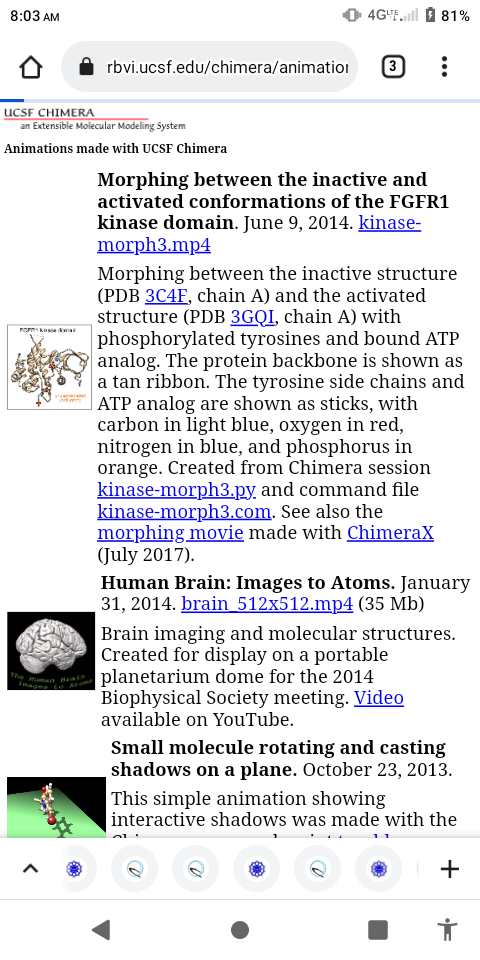 8:03 AM
4G LTE
81%
rbvi.ucsf.edu/chimera/animation
3
UCSF CHIMERA
an Extensible Molecular Modeling System
Animations made with UCSF Chimera
Morphing between the inactive and
activated conformations of the FGFR1
kinase domain. June 9, 2014. kinase-
morph3.mp4
Morphing between the inactive structure
(PDB 3C4F, chain A) and the activated
structure (PDB 3GQI, chain A) with
phosphorylated tyrosines and bound ATP
analog. The protein backbone is shown as
a tan ribbon. The tyrosine side chains and
ATP analog are shown as sticks, with
carbon in light blue, oxygen in red,
nitrogen in blue, and phosphorus in
orange. Created from Chimera session
kinase-morph3.py and command file
kinase-morph3.com. See also the
morphing movie made with ChimeraX
(July 2017).
FGFR1 kinase domain
Human Brain: Images to Atoms. January
31, 2014. brain_512x512.mp4 (35 Mb)
Brain imaging and molecular structures.
Created for display on a portable
planetarium dome for the 2014
Biophysical Society meeting. Video
available on YouTube.
The Human Brain
Images to Atoms
Small molecule rotating and casting
shadows on a plane. October 23, 2013.
This simple animation showing
interactive shadows was made with the